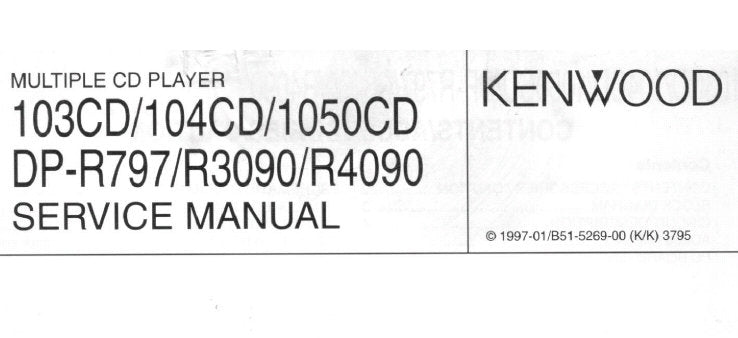 MULTIPLE CD PLAYER
103CD/104CD/1050CD
DP-R797/R3090/R4090
SERVICE MANUAL
KENWOOD
© 1997-01/B51-5269-00 (K/K) 3795